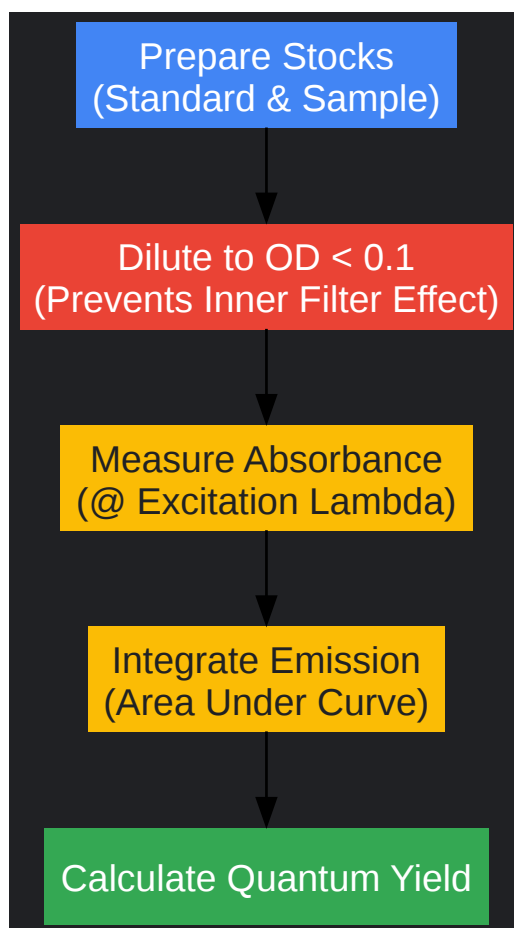 Prepare Stocks
(Standard & Sample)
Dilute to OD < 0.1
(Prevents Inner Filter Effect)
Measure Absorbance
(@ Excitation Lambda)
Integrate Emission
(Area Under Curve)
Calculate Quantum Yield